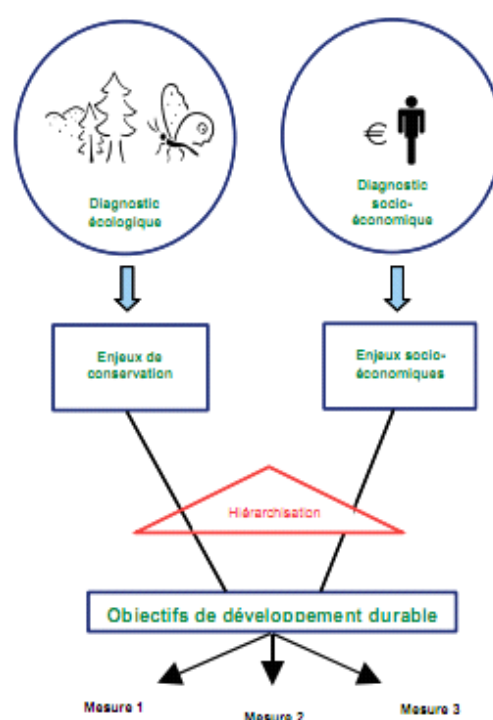 €
Diagnostic
écologique
Diagnostic
socio-
économique
Enjeux de
conservation
Enjeux socio-
économiques
Hiérarchisation
Objectifs de développement durable
Mesure 1
Mesure 2
Mesure 3